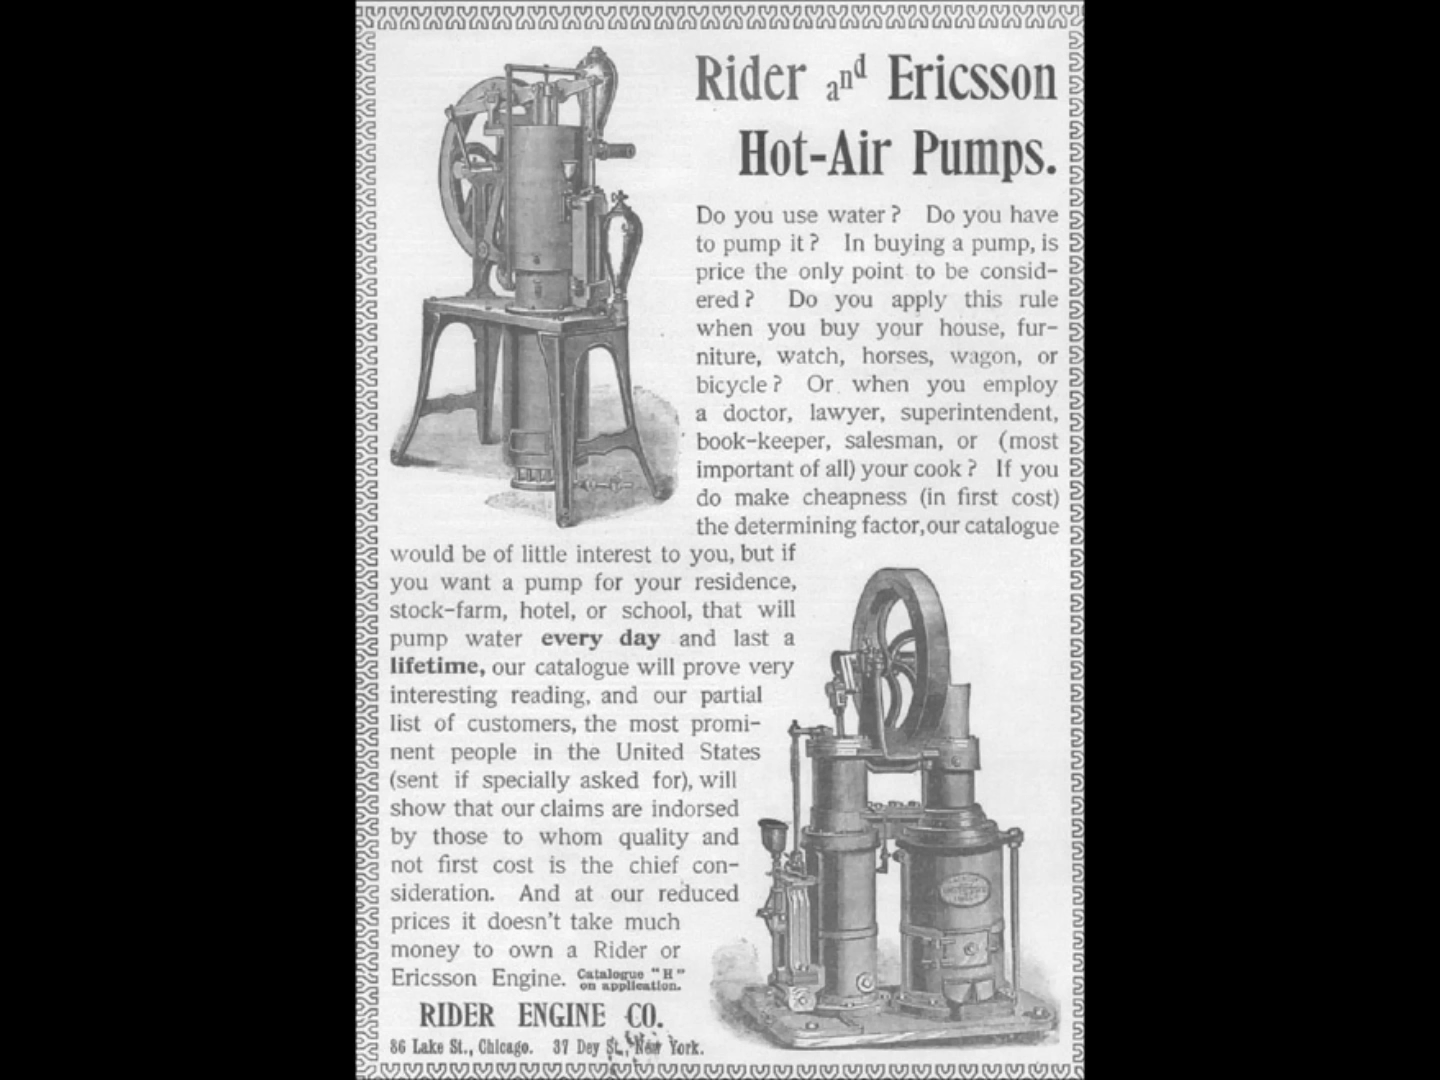 Rider and Ericsson
Hot-Air Pumps.
Do you use water? Do you have
to pump it? In buying a pump, is
price the only point to be consid-
ered? Do you apply this rule
when you buy your house, fur-
niture, watch, horses, wagon, or
bicycle? Or when you employ
a doctor, lawyer, superintendent,
book-keeper, salesman, or (most
important of all) your cook? If you
do make cheapness (in first cost)
the determining factor, our catalogue
would be of little interest to you, but if
you want a pump for your residence,
stock-farm, hotel, or school, that will
pump water every day and last a
lifetime, our catalogue will prove very
interesting reading, and our partial
list of customers, the most promi-
nent people in the United States
(sent if specially asked for), will
show that our claims are indorsed
by those to whom quality and
not first cost is the chief con-
sideration. And at our reduced
prices it doesn't take much
money to own a Rider or
Ericsson Engine. Catalogue "H"
on application.
RIDER ENGINE CO.
86 Lake St., Chicago. 37 Dey St., New York.